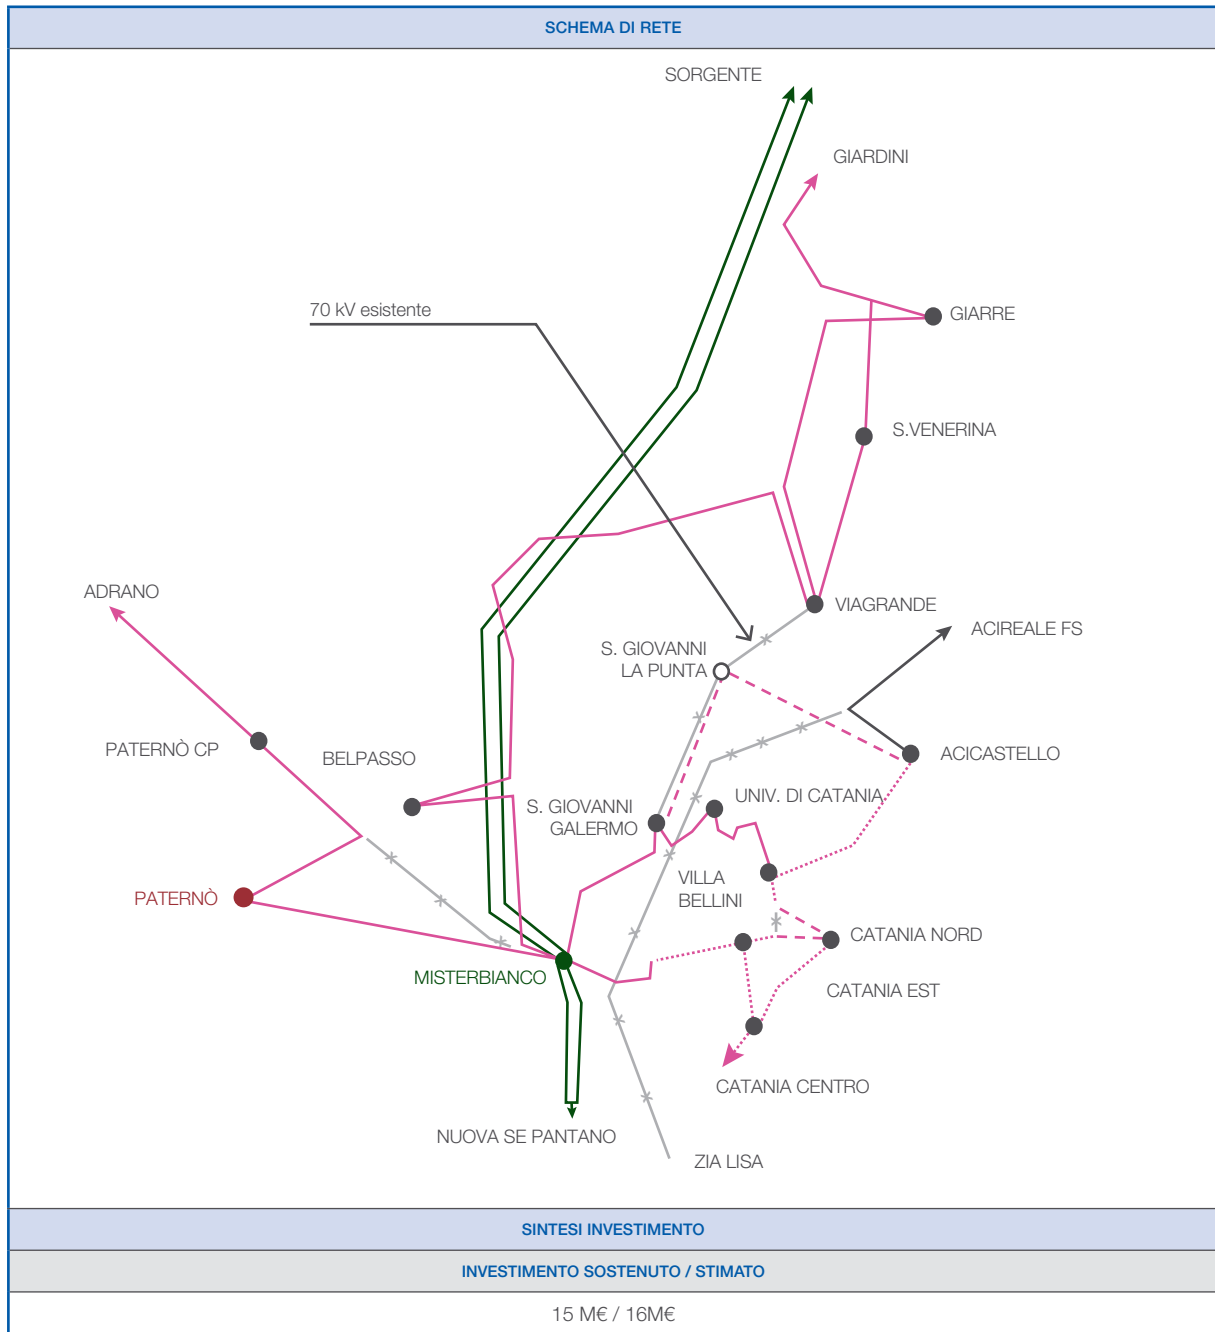 SCHEMA DI RETE
SORGENTE
GIARDINI
70 kV esistente
GIARRE
S.VENERINA
ADRANO
VIAGRANDE
ACIREALE FS
S. GIOVANNI
LA PUNTA
PATERNÒ CP
BELPASSO
ACICASTELLO
UNIV. DI CATANIA
S. GIOVANNI
GALERMO
VILLA
BELLINI
PATERNÒ
CATANIA NORD
MISTERBIANCO
CATANIA EST
CATANIA CENTRO
NUOVA SE PANTANO
ZIA LISA
SINTESI INVESTIMENTO
INVESTIMENTO SOSTENUTO / STIMATO
15 M€ / 16M€